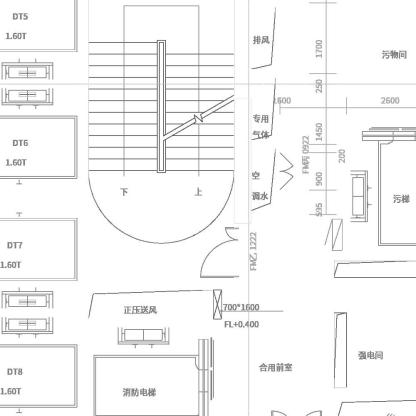 DT5
1.60T
排风
1700
污物间
250
1600
2600
专用
气体
1450
FM丙 0922
200
DT6
1.60T
空
调水
900
污梯
595
下
上
DT7
1.60T
FM乙 1222
正压送风
700*1600
FL+0.400
DT8
1.60T
消防电梯
合用前室
强电间